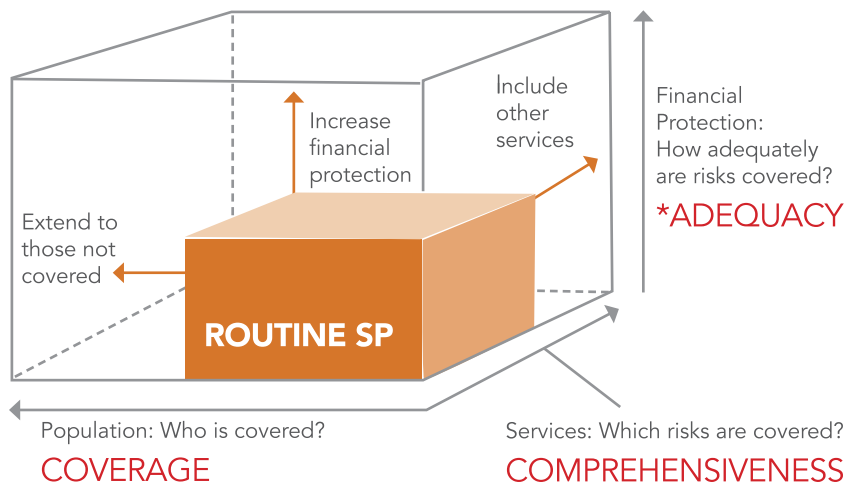 Include
other
services
Increase
financial
protection
Extend to
those not
covered
ROUTINE SP
Financial
Protection:
How adequately
are risks covered?
*ADEQUACY
Population: Who is covered?
COVERAGE
Services: Which risks are covered?
COMPREHENSIVENESS